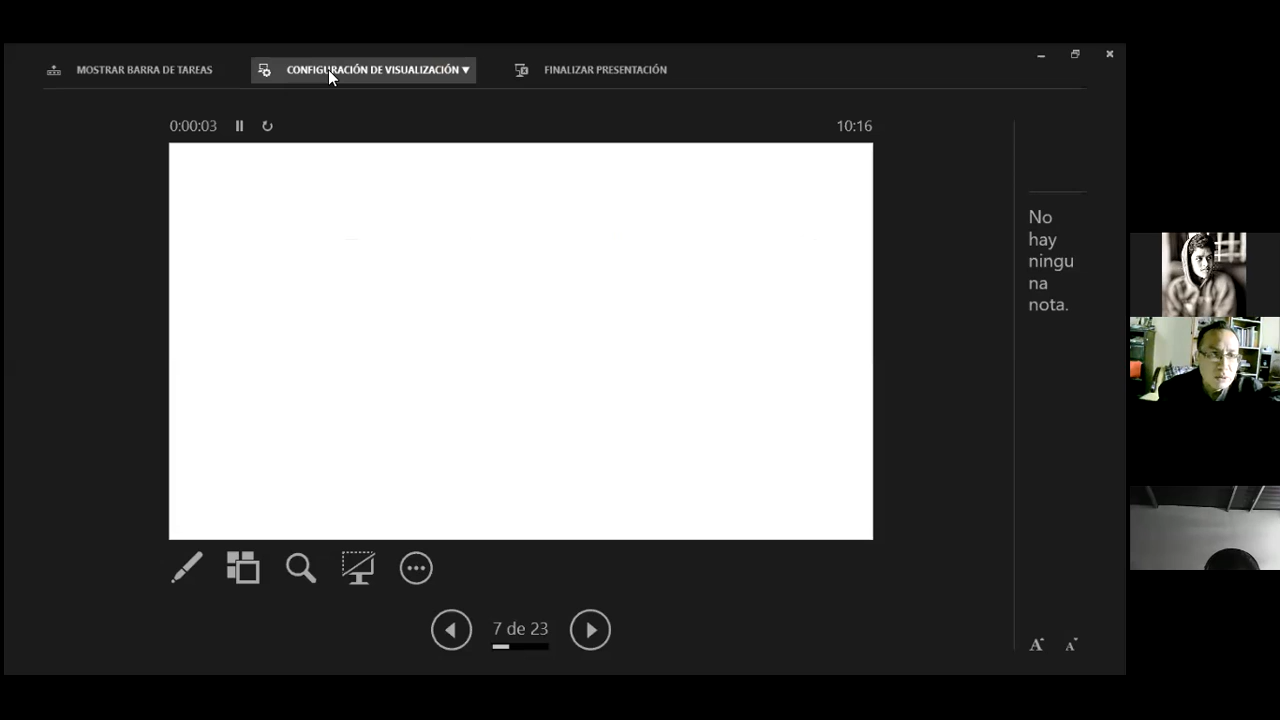 MOSTRAR BARRA DE TAREAS
CONFIGURACIÓN DE VISUALIZACIÓN ▼
FINALIZAR PRESENTACIÓN
0:00:03
10:16
No
hay
ningu
na
nota.
7 de 23
A A